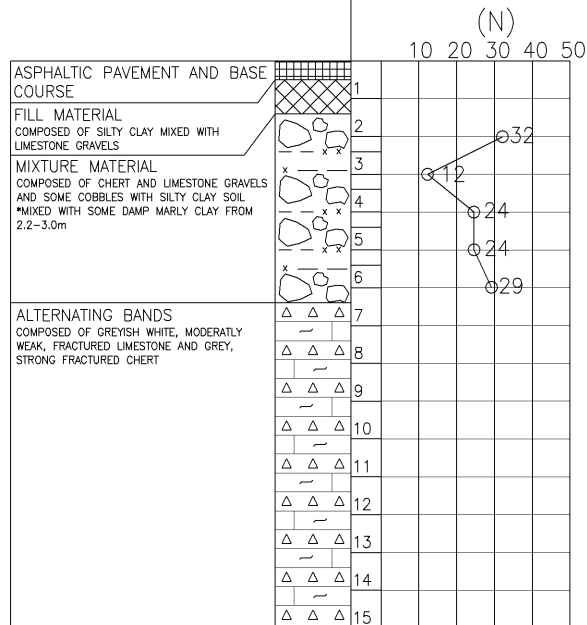 (N)
10 20 30 40 50
ASPHALTIC PAVEMENT AND BASE
COURSE
FILL MATERIAL
COMPOSED OF SILTY CLAY MIXED WITH
LIMESTONE GRAVELS
MIXTURE MATERIAL
COMPOSED OF CHERT AND LIMESTONE GRAVELS
AND SOME COBBLES WITH SILTY CLAY SOIL
*MIXED WITH SOME DAMP MARLY CLAY FROM
2.2-3.0m
ALTERNATING BANDS
COMPOSED OF GREYISH WHITE, MODERATLY
WEAK, FRACTURED LIMESTONE AND GREY,
STRONG FRACTURED CHERT
1
2
3
4
5
6
7
8
9
10
11
12
13
14
15
32
12
24
24
29